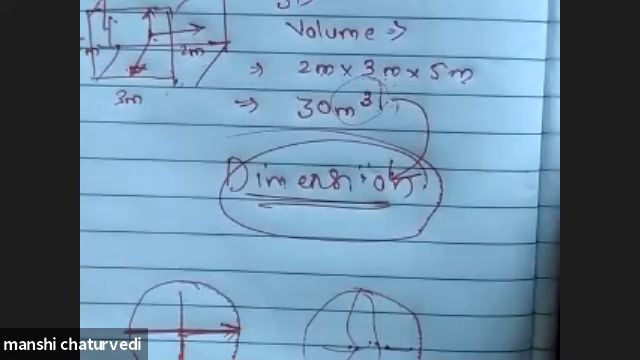 Volume ⇒
⇒ 2m × 3m × 5m
2m
3m
⇒ 30m³
Dimension
manshi chaturvedi